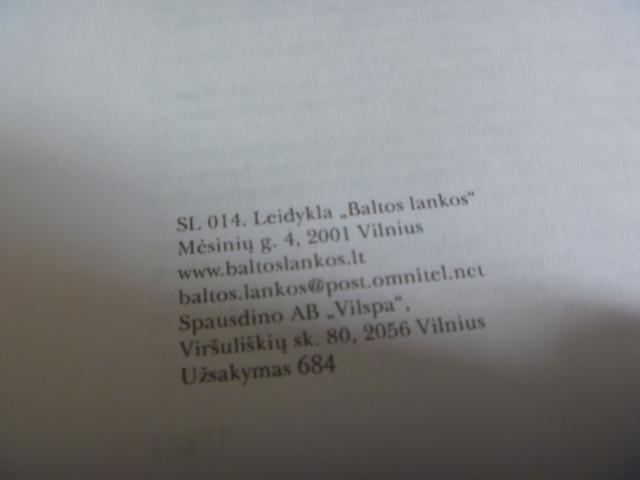 SL 014. Leidykla „Baltos lankos“
Mėsinių g. 4, 2001 Vilnius
www.baltoslankos.lt
baltos.lankos@post.omnitel.net
Spausdino AB „Vilspa“,
Viršuliškių sk. 80, 2056 Vilnius
Užsakymas 684